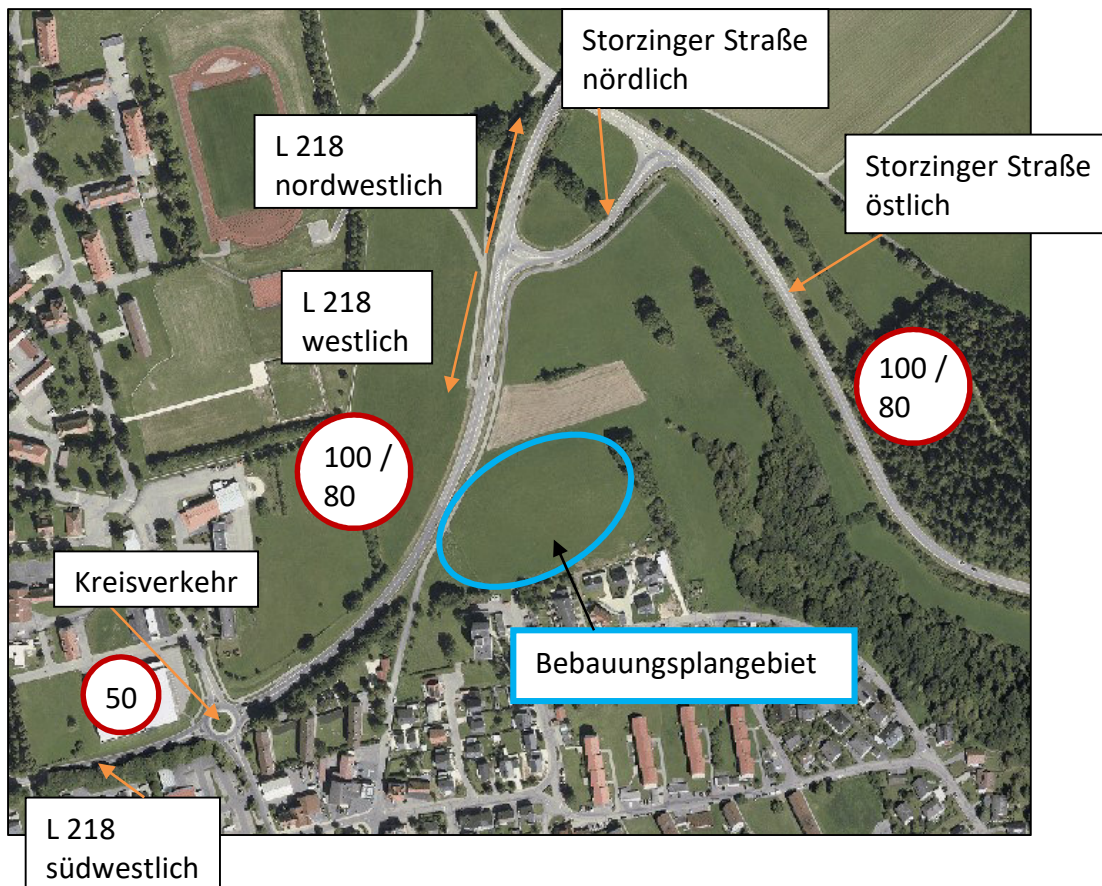 Storzinger Straße
nördlich
L 218
nordwestlich
Storzinger Straße
östlich
L 218
westlich
100 /
80
100 /
80
Kreisverkehr
Bebauungsplangebiet
50
L 218
südwestlich